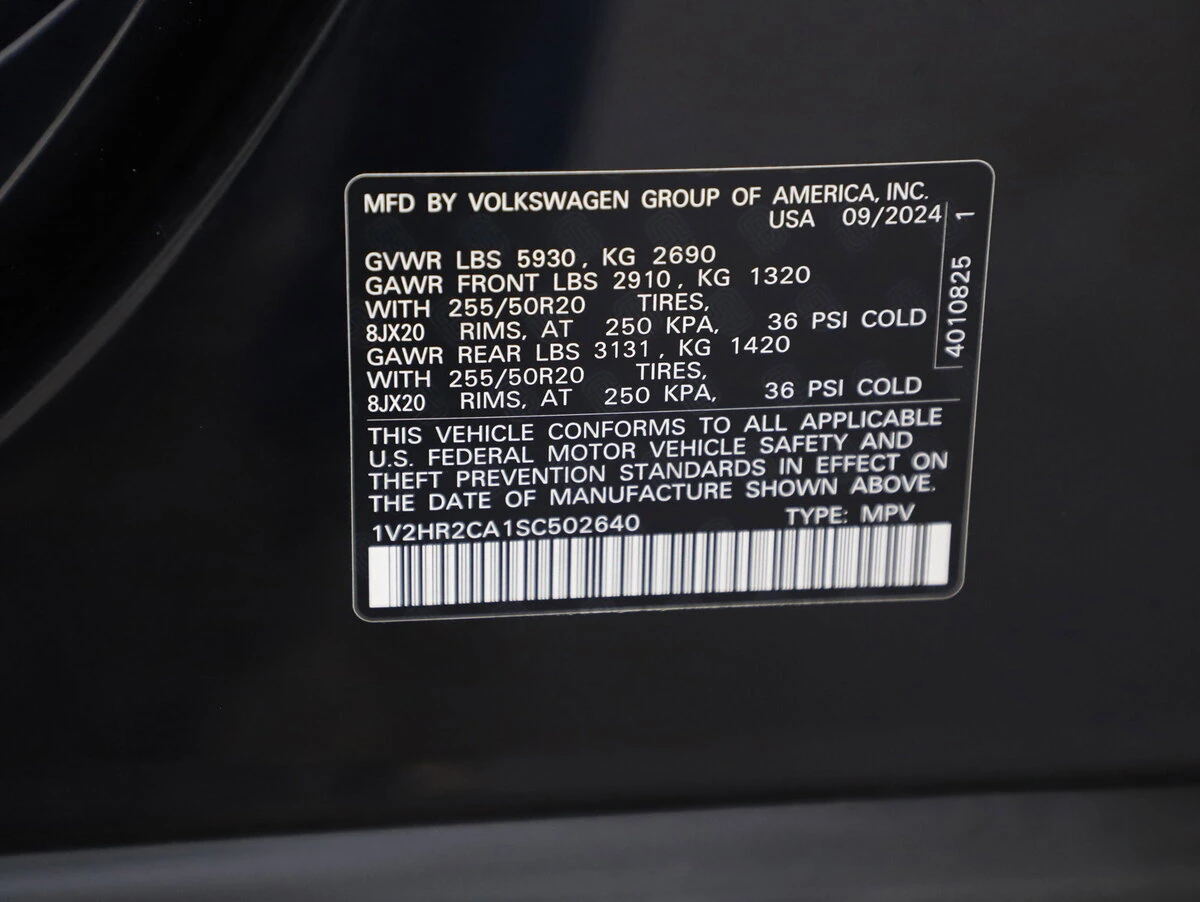 MFD BY VOLKSWAGEN GROUP OF AMERICA, INC.
USA 09/2024
GVWR LBS 5930, KG 2690
GAWR FRONT LBS 2910, KG 1320
WITH 255/50R20 TIRES,
8JX20 RIMS, AT 250 KPA, 36 PSI COLD
GAWR REAR LBS 3131, KG 1420
WITH 255/50R20 TIRES,
8JX20 RIMS, AT 250 KPA, 36 PSI COLD
4010825 1
THIS VEHICLE CONFORMS TO ALL APPLICABLE
U.S. FEDERAL MOTOR VEHICLE SAFETY AND
THEFT PREVENTION STANDARDS IN EFFECT ON
THE DATE OF MANUFACTURE SHOWN ABOVE.
1V2HR2CA1SC502640 TYPE: MPV